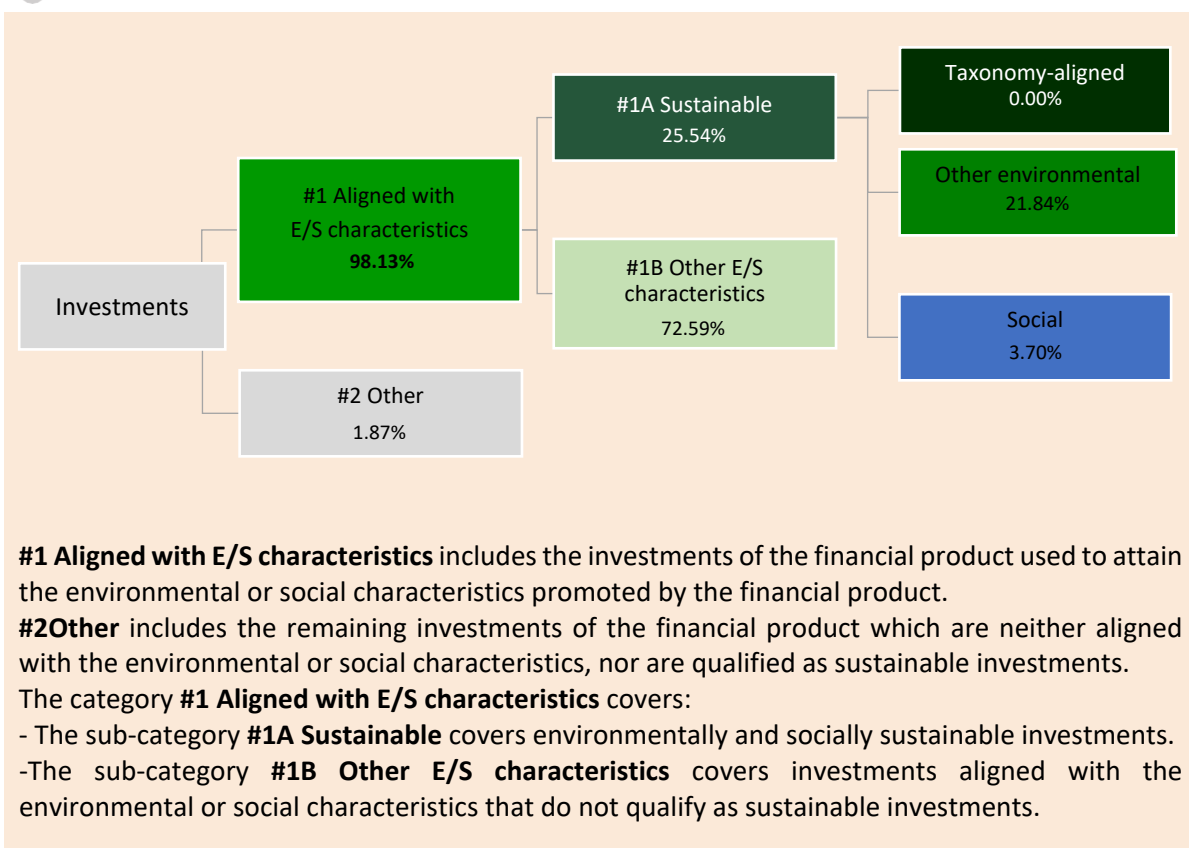 Investments
#1 Aligned with
E/S characteristics
98.13%
#2 Other
1.87%
#1A Sustainable
25.54%
#1B Other E/S
characteristics
72.59%
Taxonomy-aligned
0.00%
Other environmental
21.84%
Social
3.70%
#1 Aligned with E/S characteristics includes the investments of the financial product used to attain
the environmental or social characteristics promoted by the financial product.
#2Other includes the remaining investments of the financial product which are neither aligned
with the environmental or social characteristics, nor are qualified as sustainable investments.
The category #1 Aligned with E/S characteristics covers:
- The sub-category #1A Sustainable covers environmentally and socially sustainable investments.
-The sub-category #1B Other E/S characteristics covers investments aligned with the
environmental or social characteristics that do not qualify as sustainable investments.